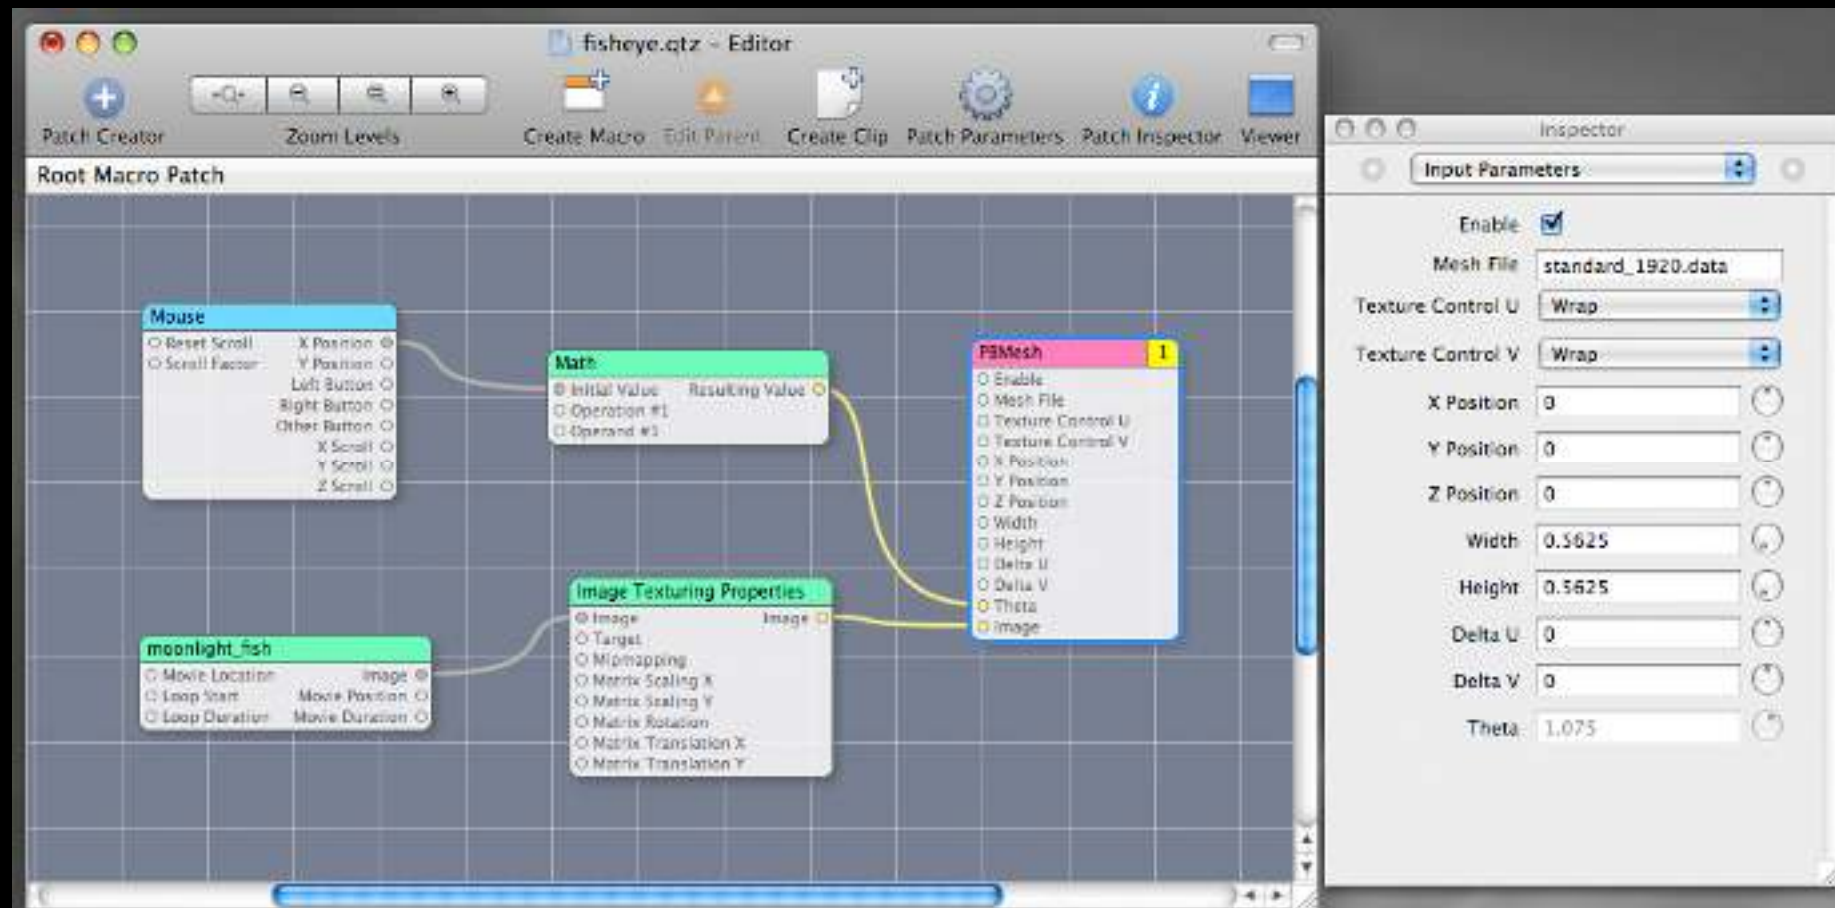 fisheye.qtz - Editor
Patch Creator
Zoom Levels
Create Macro
Edit Parent
Create Clip
Patch Parameters
Patch Inspector
Viewer
Root Macro Patch
Mouse
Reset Scroll X Position
Scroll Factor Y Position
Left Button
Right Button
Other Button
X Scroll
Y Scroll
Z Scroll
Math
Initial Value Resulting Value
Operation #1
Operand #1
PBMesh 1
Enable
Mesh File
Texture Control U
Texture Control V
X Position
Y Position
Z Position
Width
Height
Delta U
Delta V
Theta
Image
moonlight_fish
Movie Location Image
Loop Start Movie Position
Loop Duration Movie Duration
Image Texturing Properties
Image Image
Target
Mipmapping
Matrix Scaling X
Matrix Scaling Y
Matrix Rotation
Matrix Translation X
Matrix Translation Y
Inspector
Input Parameters
Enable
Mesh File standard_1920.data
Texture Control U Wrap
Texture Control V Wrap
X Position 0
Y Position 0
Z Position 0
Width 0.5625
Height 0.5625
Delta U 0
Delta V 0
Theta 1.075